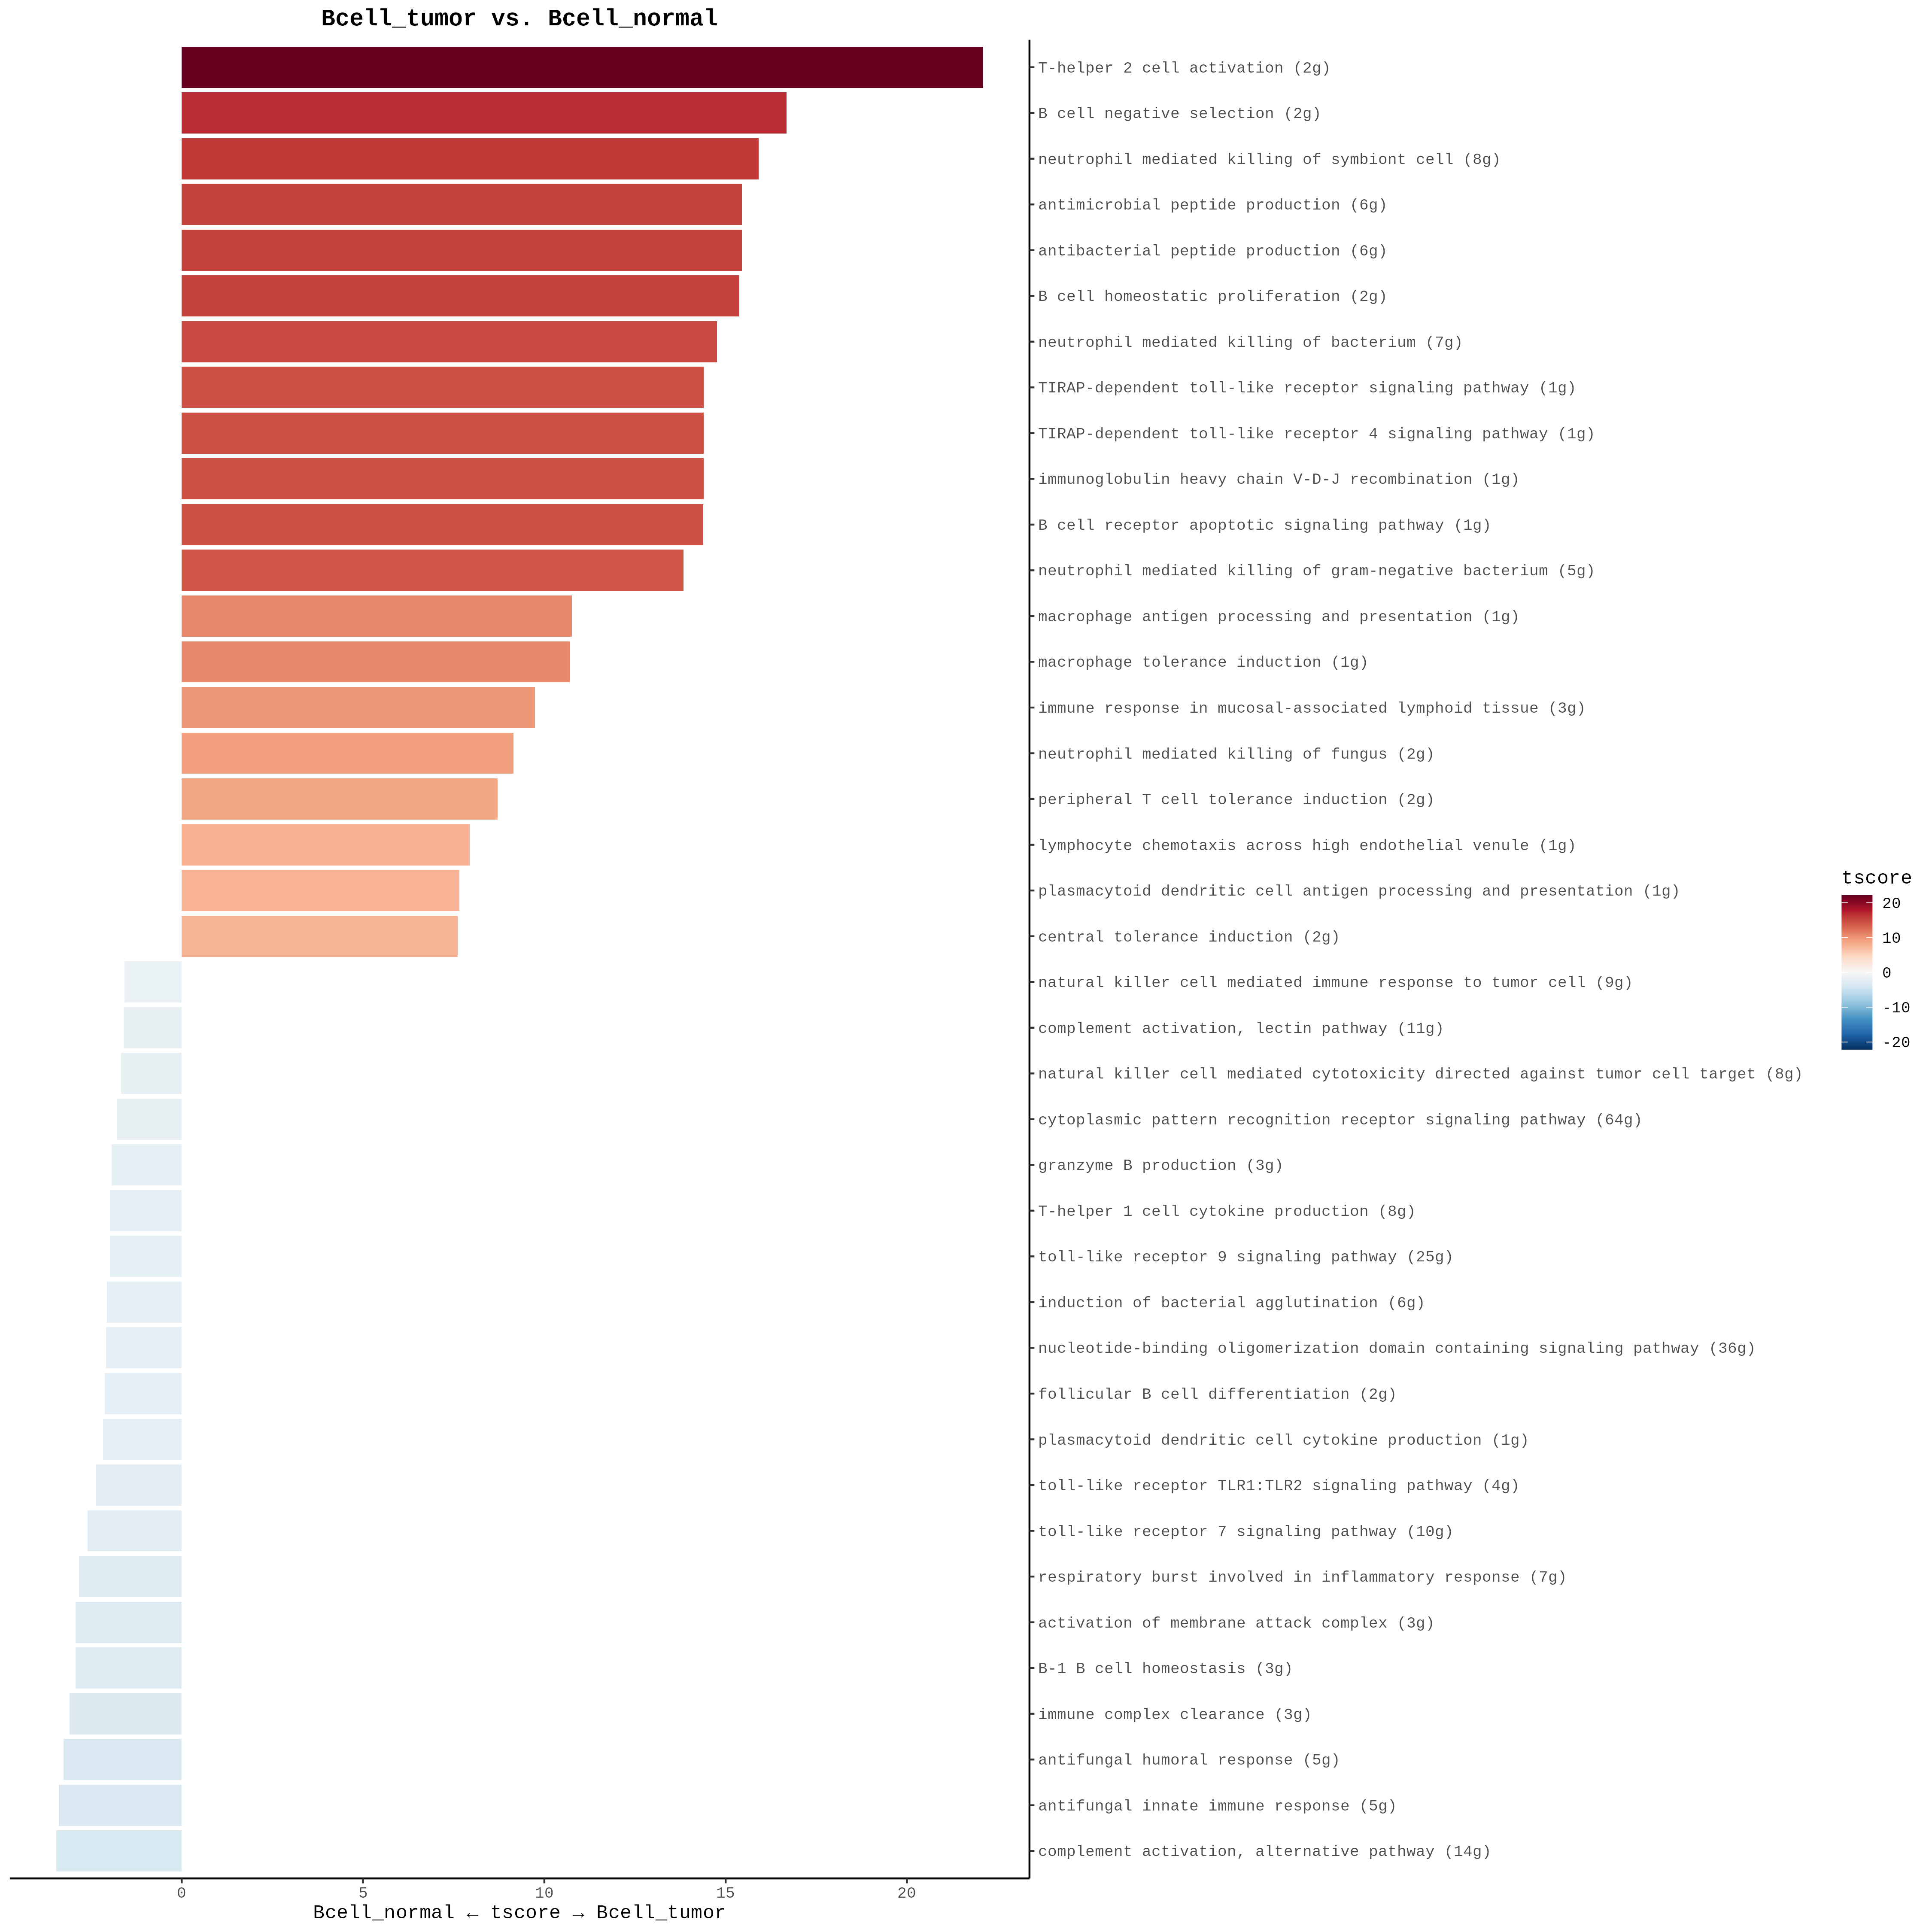 Bcell_tumor vs. Bcell_normal
T-helper 2 cell activation (2g)
B cell negative selection (2g)
neutrophil mediated killing of symbiont cell (8g)
antimicrobial peptide production (6g)
antibacterial peptide production (6g)
B cell homeostatic proliferation (2g)
neutrophil mediated killing of bacterium (7g)
TIRAP-dependent toll-like receptor signaling pathway (1g)
TIRAP-dependent toll-like receptor 4 signaling pathway (1g)
immunoglobulin heavy chain V-D-J recombination (1g)
B cell receptor apoptotic signaling pathway (1g)
neutrophil mediated killing of gram-negative bacterium (5g)
macrophage antigen processing and presentation (1g)
macrophage tolerance induction (1g)
immune response in mucosal-associated lymphoid tissue (3g)
neutrophil mediated killing of fungus (2g)
peripheral T cell tolerance induction (2g)
lymphocyte chemotaxis across high endothelial venule (1g)
plasmacytoid dendritic cell antigen processing and presentation (1g)
central tolerance induction (2g)
natural killer cell mediated immune response to tumor cell (9g)
complement activation, lectin pathway (11g)
natural killer cell mediated cytotoxicity directed against tumor cell target (8g)
cytoplasmic pattern recognition receptor signaling pathway (64g)
granzyme B production (3g)
T-helper 1 cell cytokine production (8g)
toll-like receptor 9 signaling pathway (25g)
induction of bacterial agglutination (6g)
nucleotide-binding oligomerization domain containing signaling pathway (36g)
follicular B cell differentiation (2g)
plasmacytoid dendritic cell cytokine production (1g)
toll-like receptor TLR1:TLR2 signaling pathway (4g)
toll-like receptor 7 signaling pathway (10g)
respiratory burst involved in inflammatory response (7g)
activation of membrane attack complex (3g)
B-1 B cell homeostasis (3g)
immune complex clearance (3g)
antifungal humoral response (5g)
antifungal innate immune response (5g)
complement activation, alternative pathway (14g)
0 5 10 15 20
Bcell_normal ← tscore → Bcell_tumor
tscore
20
10
0
-10
-20